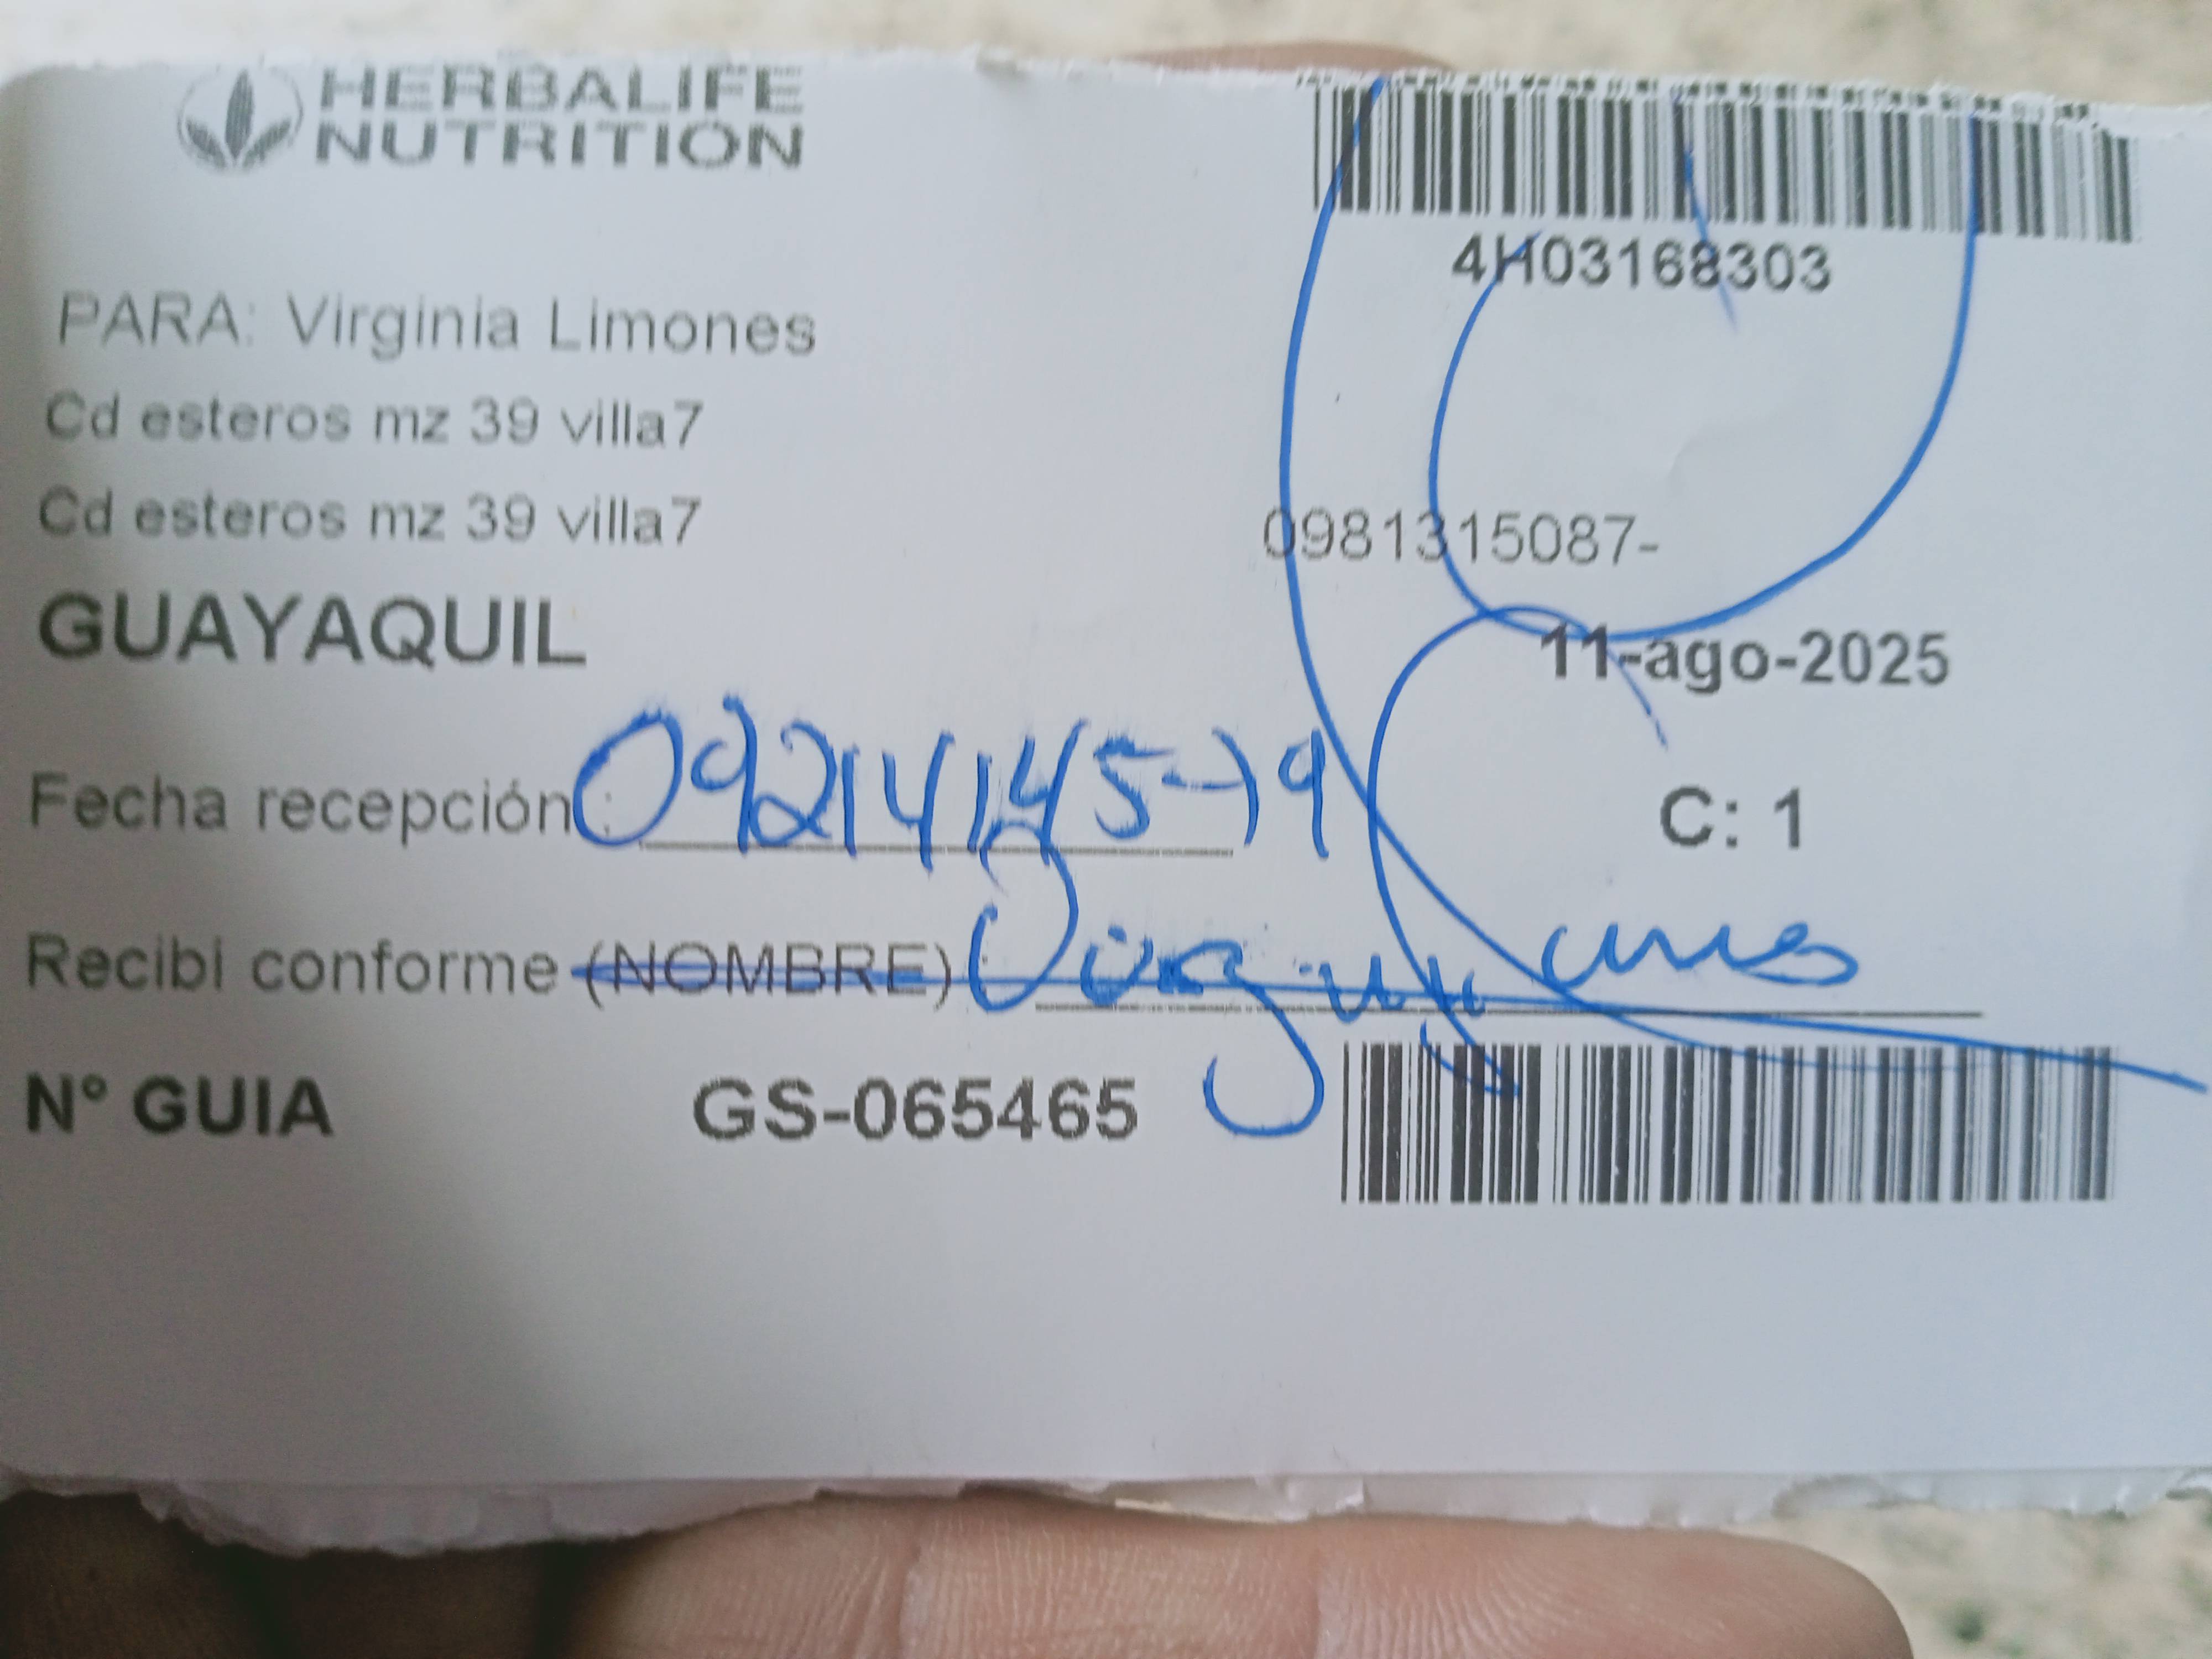 HERBALIFE
NUTRITION
4H03168303
PARA: Virginia Limones
Cd esteros mz 39 villa7
Cd esteros mz 39 villa7
0981315087-
GUAYAQUIL
11-ago-2025
Fecha recepción:
C: 1
Recibi conforme (NOMBRE)
Nº GUIA GS-065465